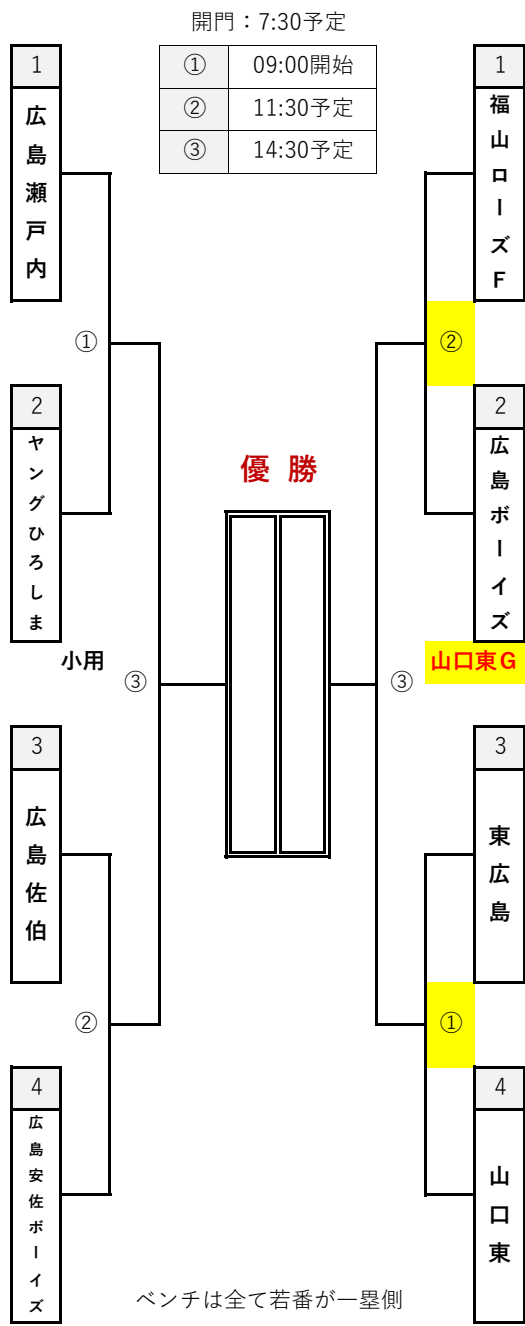 開門：7:30予定
① 09:00開始
② 11:30予定
③ 14:30予定
1
広島瀬戸内
①
2
ヤングひろしま
小用
③
3
広島佐伯
②
4
広島安佐ボーイズ
優勝
1
福山ローズF
②
2
広島ボーイズ
山口東G
③
3
東広島
①
4
山口東
ベンチは全て若番が一塁側